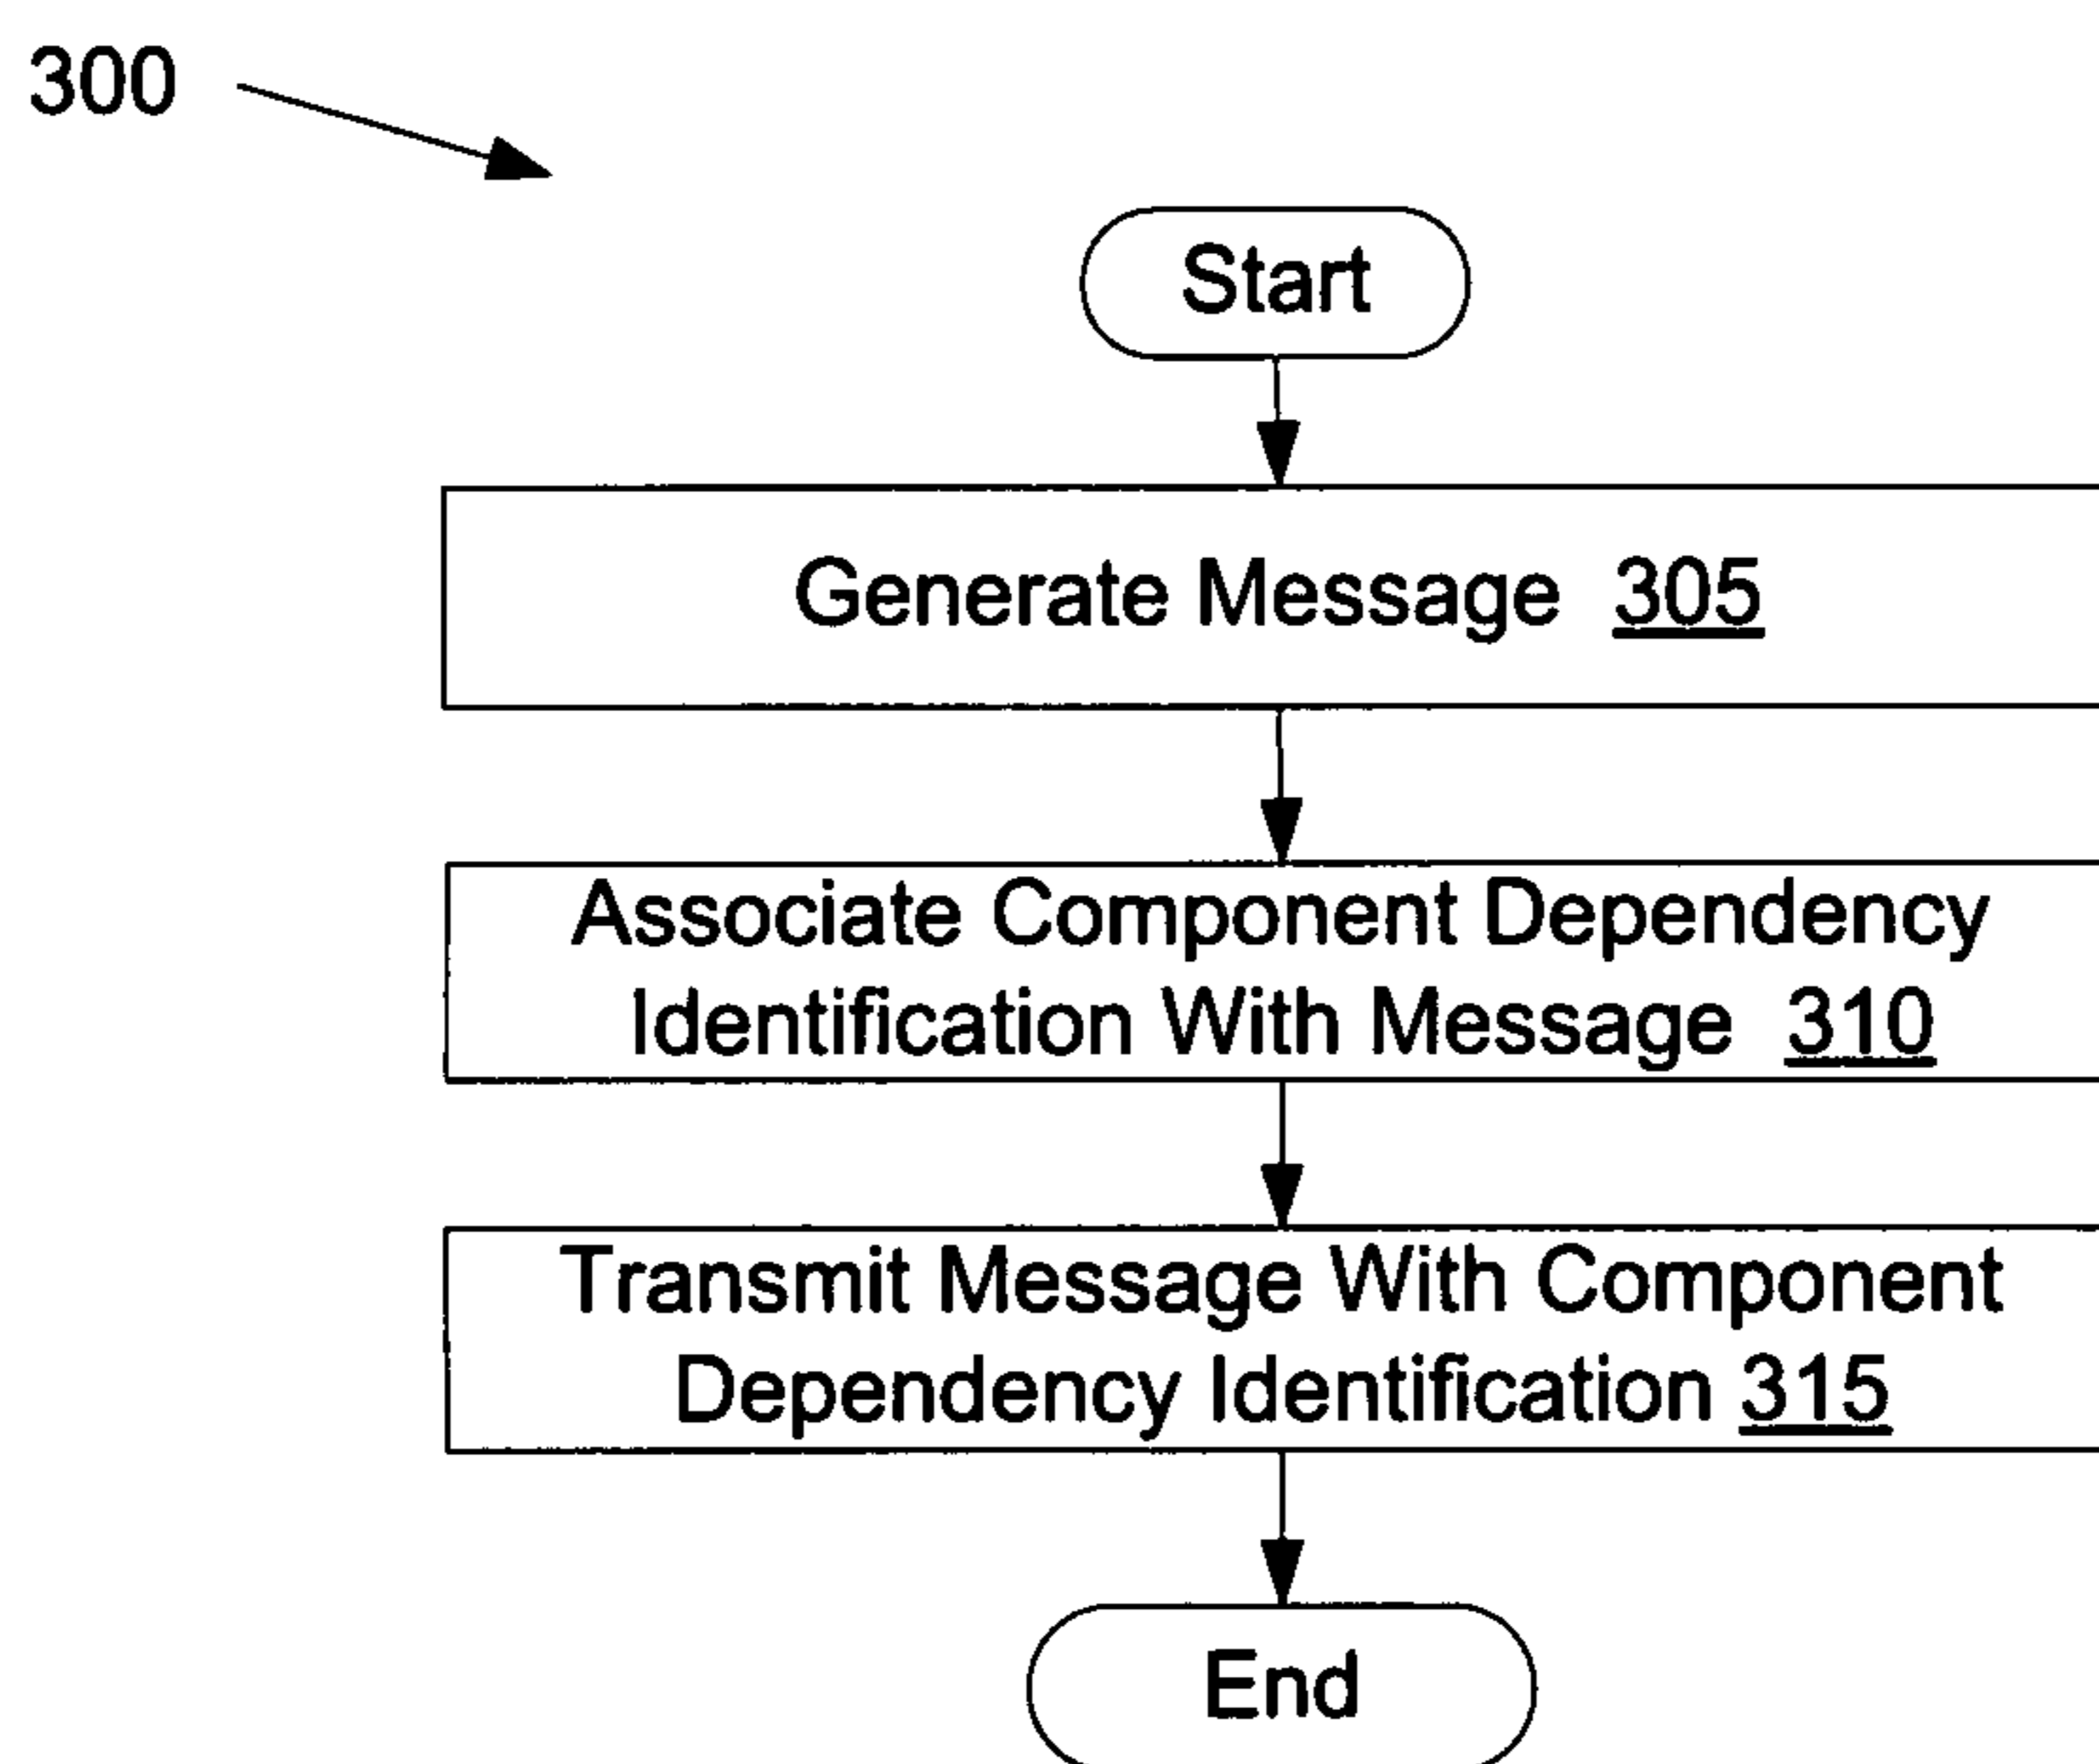 300
Start
Generate Message 305
Associate Component Dependency
Identification With Message 310
Transmit Message With Component
Dependency Identification 315
End